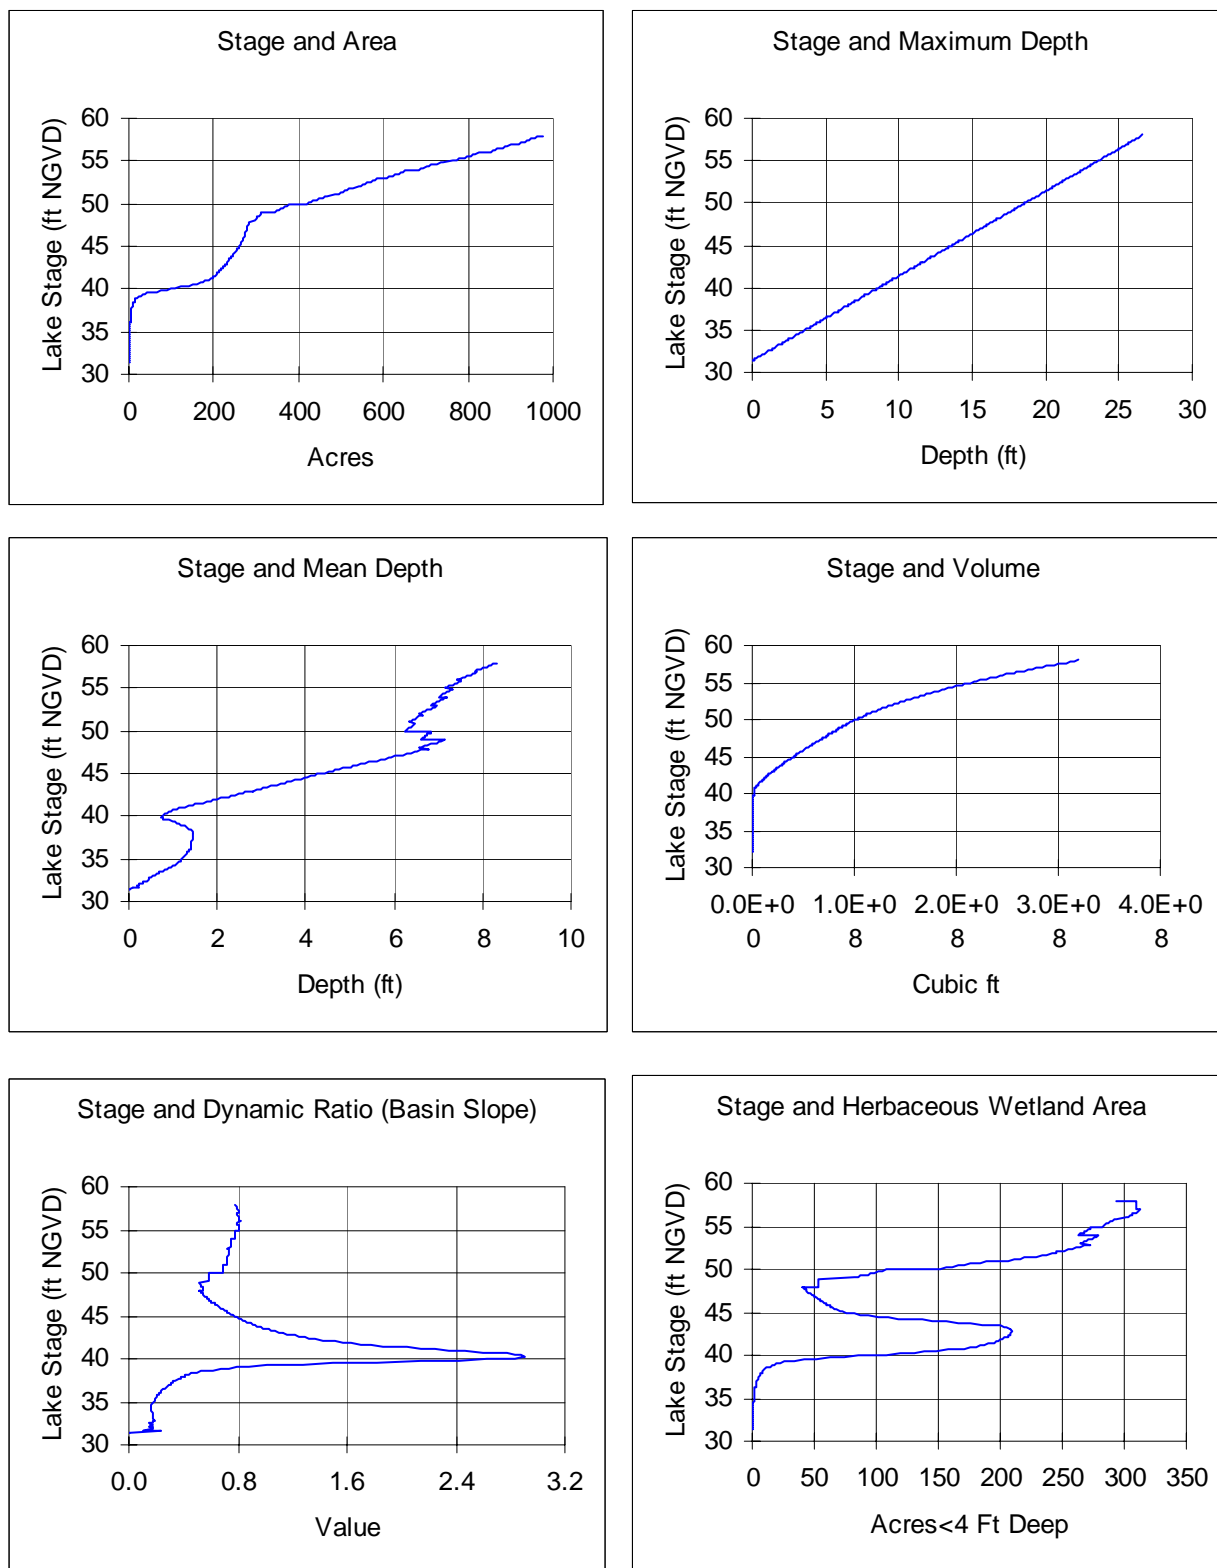 Stage and Area
Lake Stage (ft NGVD)
60
55
50
45
40
35
30
0 200 400 600 800 1000
Acres
Stage and Maximum Depth
Lake Stage (ft NGVD)
60
55
50
45
40
35
30
0 5 10 15 20 25 30
Depth (ft)
Stage and Mean Depth
Lake Stage (ft NGVD)
60
55
50
45
40
35
30
0 2 4 6 8 10
Depth (ft)
Stage and Volume
Lake Stage (ft NGVD)
60
55
50
45
40
35
30
0.0E+0 1.0E+0 2.0E+0 3.0E+0 4.0E+0
0 8 8 8 8
Cubic ft
Stage and Dynamic Ratio (Basin Slope)
Lake Stage (ft NGVD)
60
55
50
45
40
35
30
0.0 0.8 1.6 2.4 3.2
Value
Stage and Herbaceous Wetland Area
Lake Stage (ft NGVD)
60
55
50
45
40
35
30
0 50 100 150 200 250 300 350
Acres<4 Ft Deep